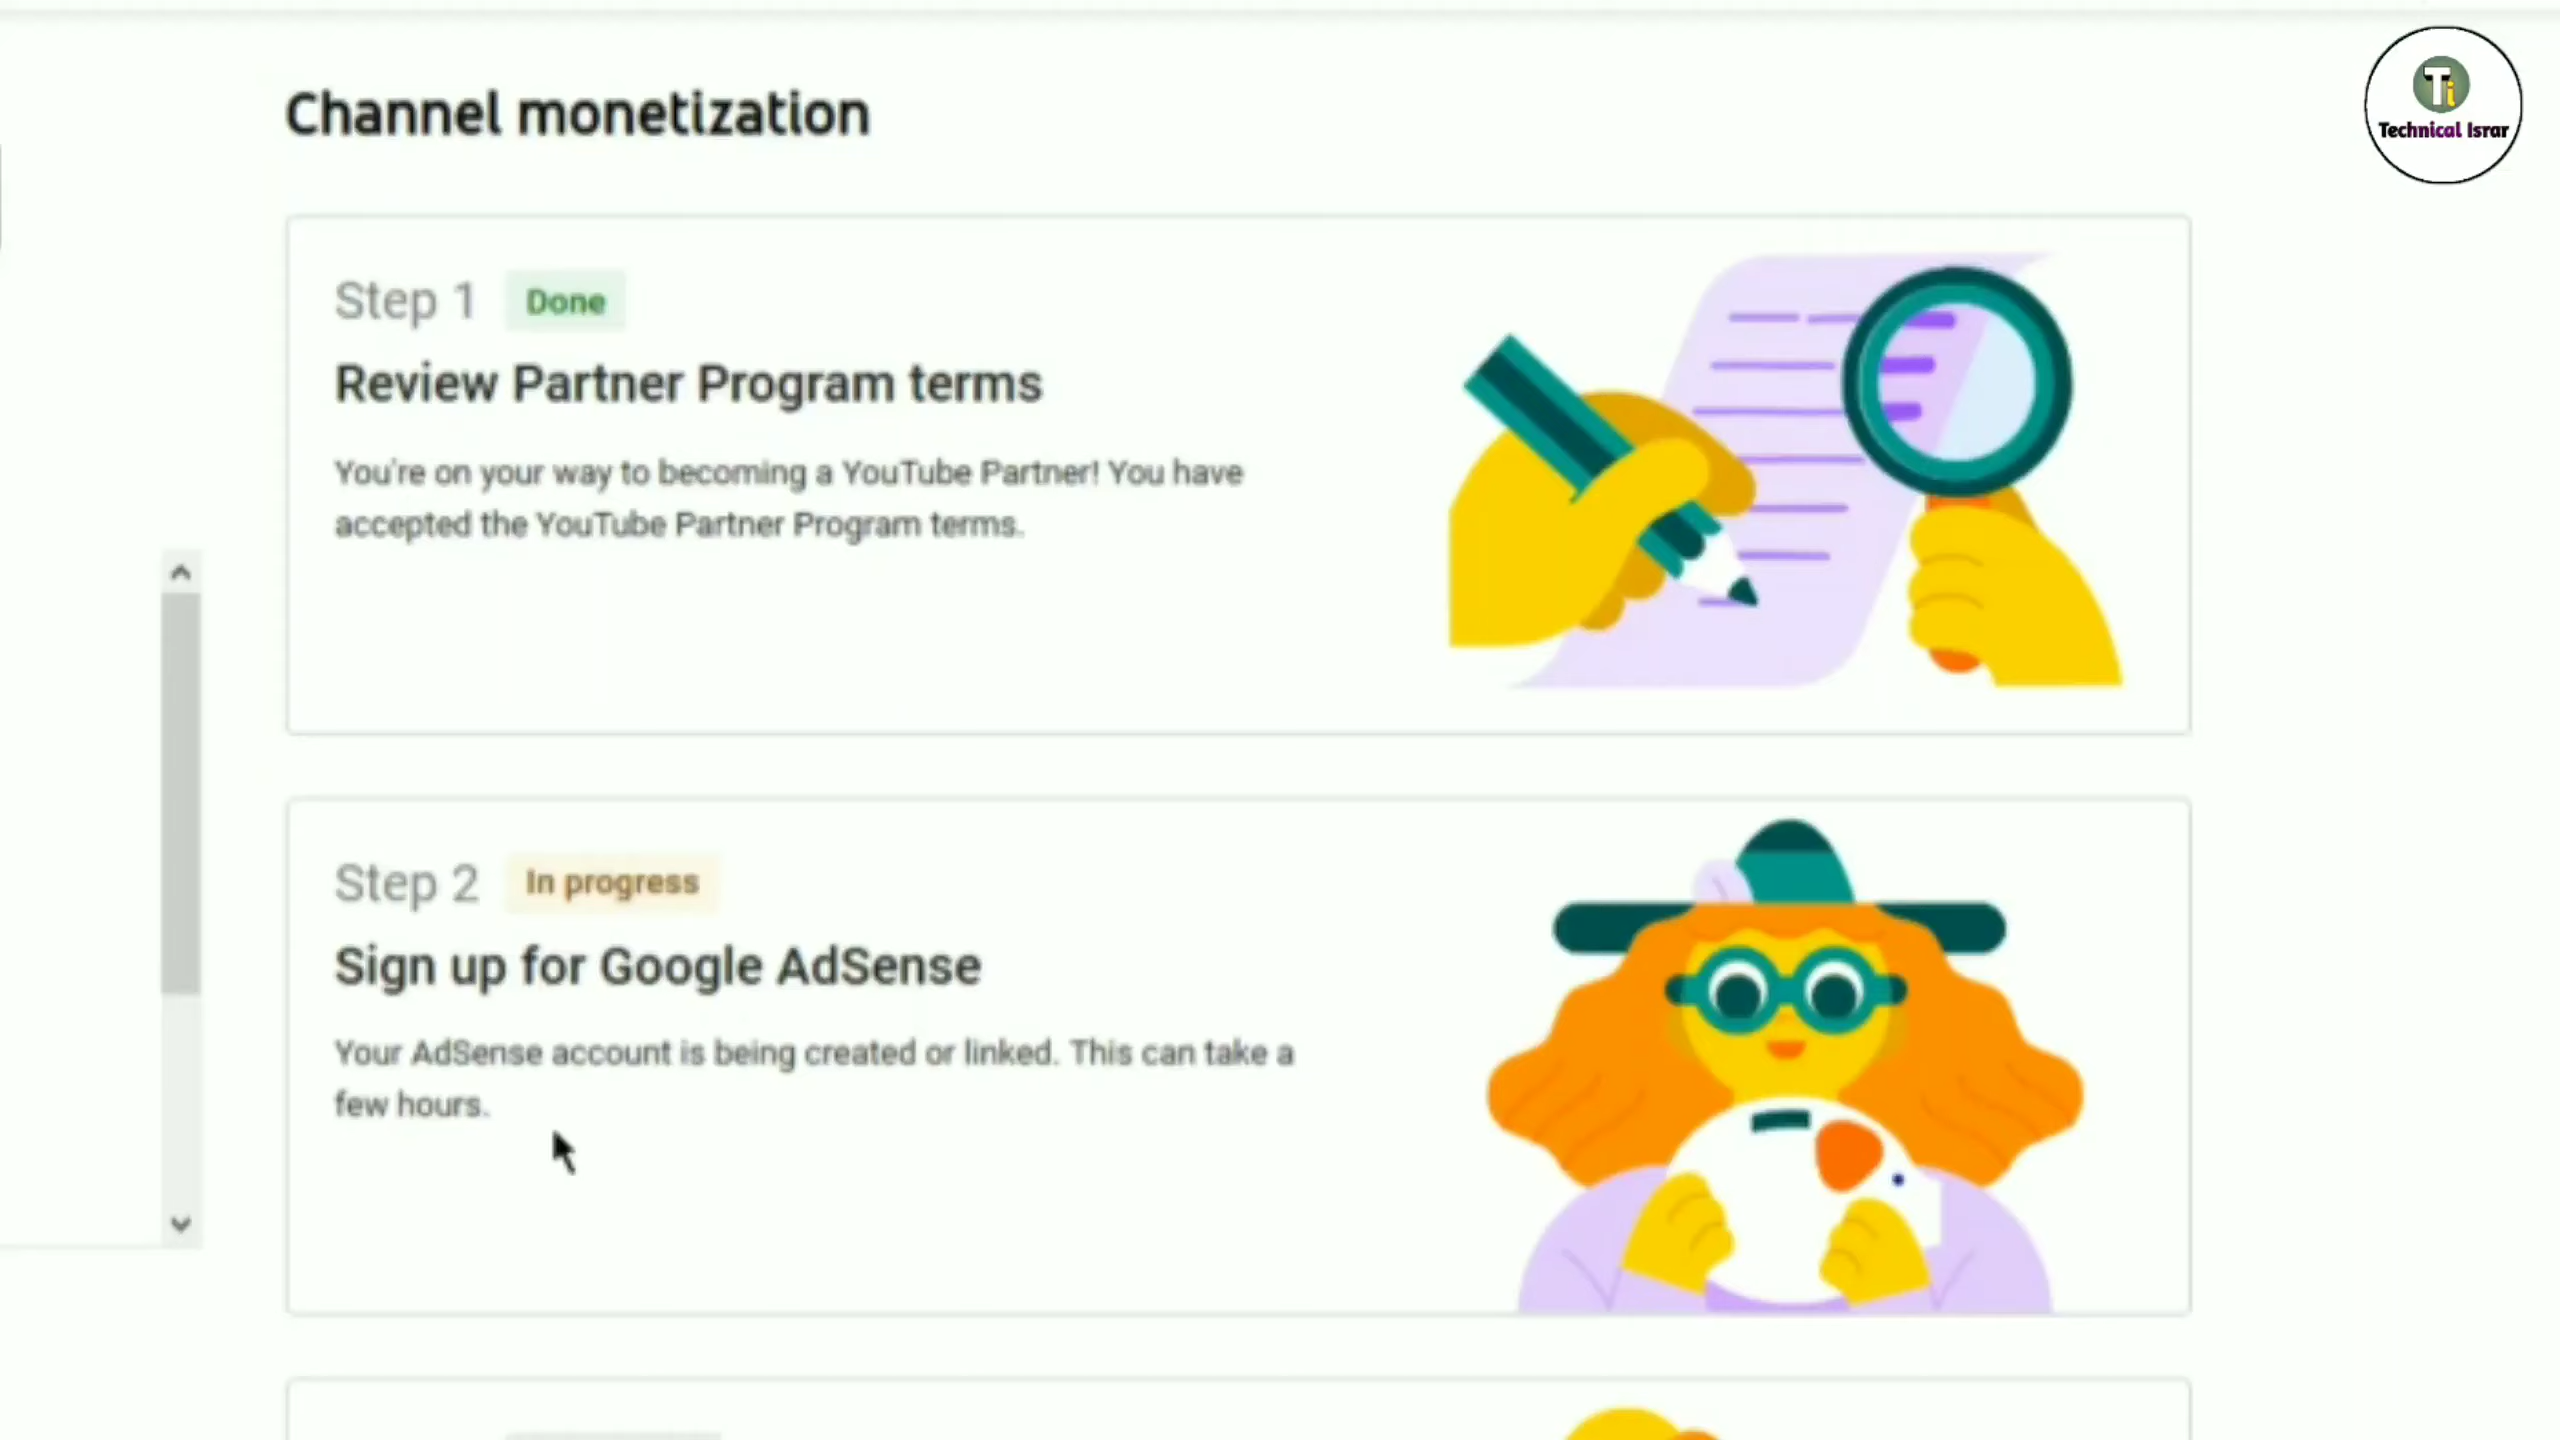 Channel monetization
Ti
Technical Israr
Step 1 Done
Review Partner Program terms
You're on your way to becoming a YouTube Partner! You have
accepted the YouTube Partner Program terms.
Step 2 In progress
Sign up for Google AdSense
Your AdSense account is being created or linked. This can take a
few hours.